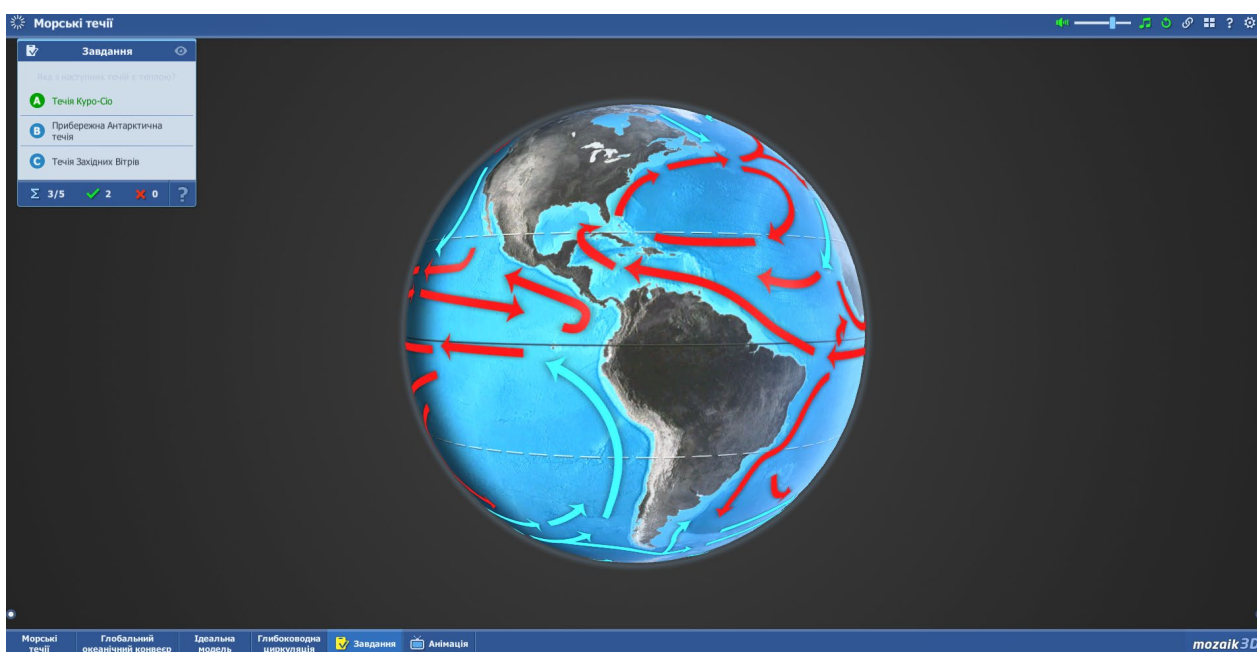 Морські течії
?
Завдання
Яка з наступних течій є теплою?
A Течія Куро-Сіо
B Прибережна Антарктична
течія
C Течія Західних Вітрів
Σ 3/5 2 0 ?
Морські
течії
Глобальний
океанічний конвеєр
Ідеальна
модель
Глибоководна
циркуляція
Завдання
Анімація
mozaik3D